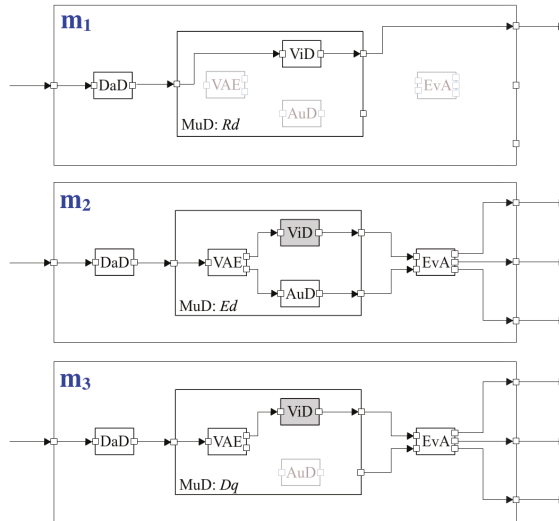 m1
ViD
DaD
VAE
EvA
AuD
MuD: Rd
m2
ViD
DaD
VAE
EvA
AuD
MuD: Ed
m3
ViD
DaD
VAE
EvA
AuD
MuD: Dq